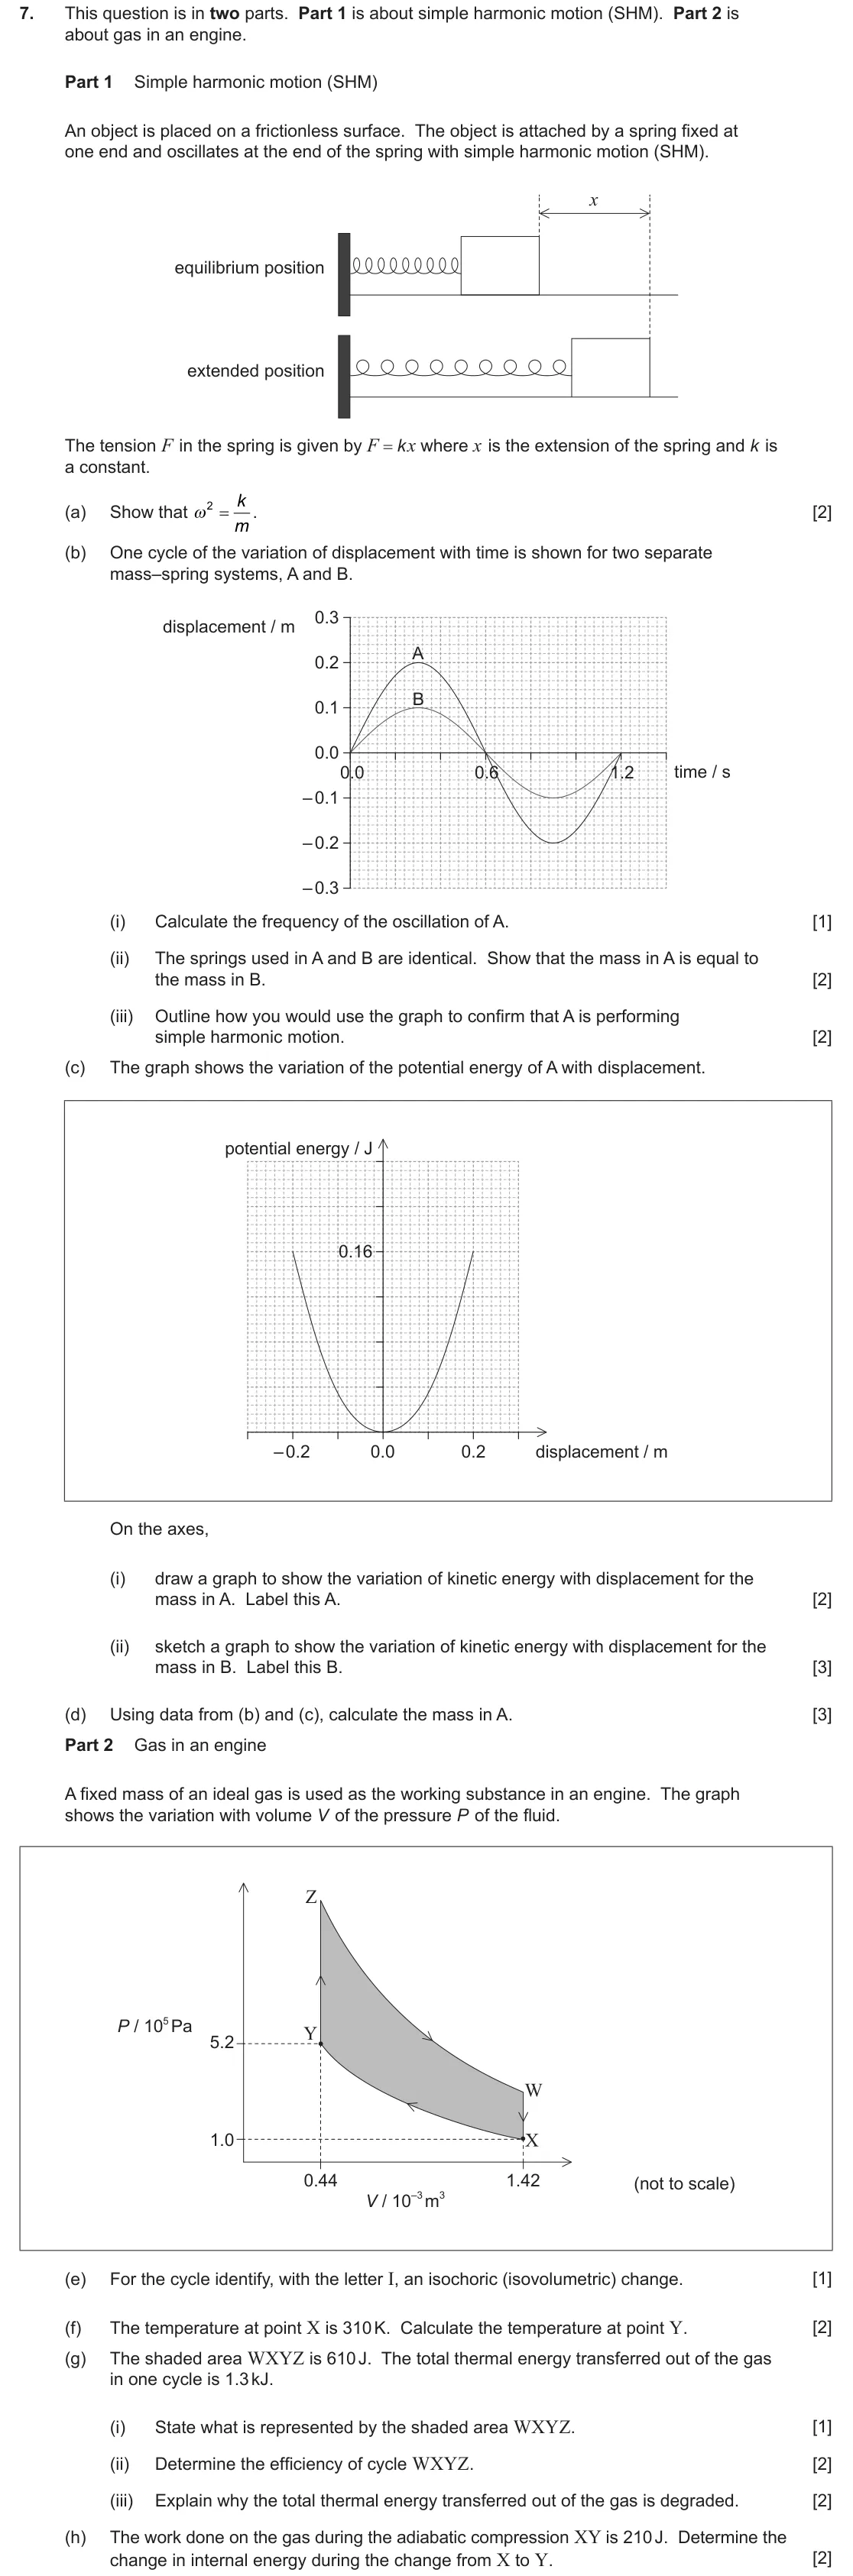 7. This question is in two parts. Part 1 is about simple harmonic motion (SHM). Part 2 is
about gas in an engine.
Part 1 Simple harmonic motion (SHM)
An object is placed on a frictionless surface. The object is attached by a spring fixed at
one end and oscillates at the end of the spring with simple harmonic motion (SHM).
x
equilibrium position
extended position
The tension F in the spring is given by F = kx where x is the extension of the spring and k is
a constant.
(a) Show that ω² = k/m. [2]
(b) One cycle of the variation of displacement with time is shown for two separate
mass–spring systems, A and B.
displacement / m
0.3
0.2
0.1
0.0
−0.1
−0.2
−0.3
A
B
0.0 0.6 1.2 time / s
(i) Calculate the frequency of the oscillation of A. [1]
(ii) The springs used in A and B are identical. Show that the mass in A is equal to
the mass in B. [2]
(iii) Outline how you would use the graph to confirm that A is performing
simple harmonic motion. [2]
(c) The graph shows the variation of the potential energy of A with displacement.
potential energy / J
0.16
−0.2 0.0 0.2 displacement / m
On the axes,
(i) draw a graph to show the variation of kinetic energy with displacement for the
mass in A. Label this A. [2]
(ii) sketch a graph to show the variation of kinetic energy with displacement for the
mass in B. Label this B. [3]
(d) Using data from (b) and (c), calculate the mass in A. [3]
Part 2 Gas in an engine
A fixed mass of an ideal gas is used as the working substance in an engine. The graph
shows the variation with volume V of the pressure P of the fluid.
Z
P / 10⁵ Pa
Y
5.2
W
1.0
X
0.44 1.42
(not to scale)
V / 10⁻³ m³
(e) For the cycle identify, with the letter I, an isochoric (isovolumetric) change. [1]
(f) The temperature at point X is 310 K. Calculate the temperature at point Y. [2]
(g) The shaded area WXYZ is 610 J. The total thermal energy transferred out of the gas
in one cycle is 1.3 kJ.
(i) State what is represented by the shaded area WXYZ. [1]
(ii) Determine the efficiency of cycle WXYZ. [2]
(iii) Explain why the total thermal energy transferred out of the gas is degraded. [2]
(h) The work done on the gas during the adiabatic compression XY is 210 J. Determine the
change in internal energy during the change from X to Y. [2]